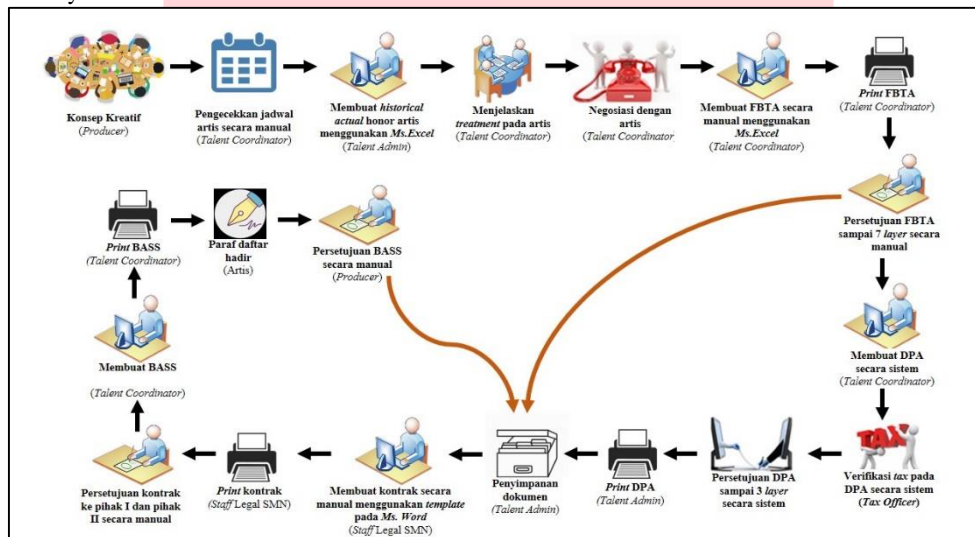 Konsep Kreatif
(Producer)
Pengecekkan jadwal
artis secara manual
(Talent Coordinator)
Membuat historical
actual honor artis
menggunakan Ms.Excel
(Talent Admin)
Menjelaskan
treatment pada artis
(Talent Coordinator)
Negosiasi dengan
artis
(Talent Coordinator
Membuat FBTA secara
manual menggunakan
Ms.Excel
(Talent Coordinator)
Print FBTA
(Talent Coordinator)
Persetujuan FBTA
sampai 7 layer secara
manual
Membuat DPA
secara sistem
(Talent Coordinator)
TAX
Verifikasi tax pada
DPA secara sistem
(Tax Officer)
Persetujuan DPA
sampai 3 layer
secara sistem
Print DPA
(Talent Admin)
Penyimpanan
dokumen
(Talent Admin)
Membuat kontrak secara
manual menggunakan template
pada Ms. Word
(Staff Legal SMN)
Print kontrak
(Staff Legal SMN)
Persetujuan kontrak
ke pihak I dan pihak
II secara manual
Membuat BASS
(Talent Coordinator)
Print BASS
(Talent Coordinator)
Paraf daftar
hadir
(Artis)
Persetujuan BASS
secara manual
(Producer)